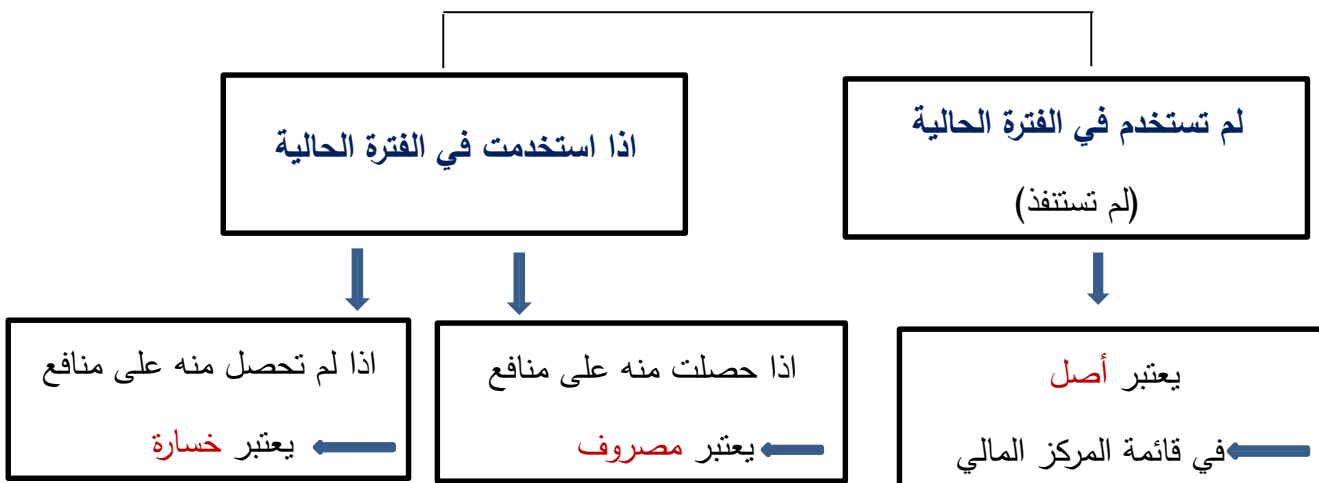 لم تستخدم في الفترة الحالية
(لم تستنفذ)
اذا استخدمت في الفترة الحالية
يعتبر أصل
في قائمة المركز المالي
اذا حصلت منه على منافع
يعتبر مصروف
اذا لم تحصل منه على منافع
يعتبر خسارة